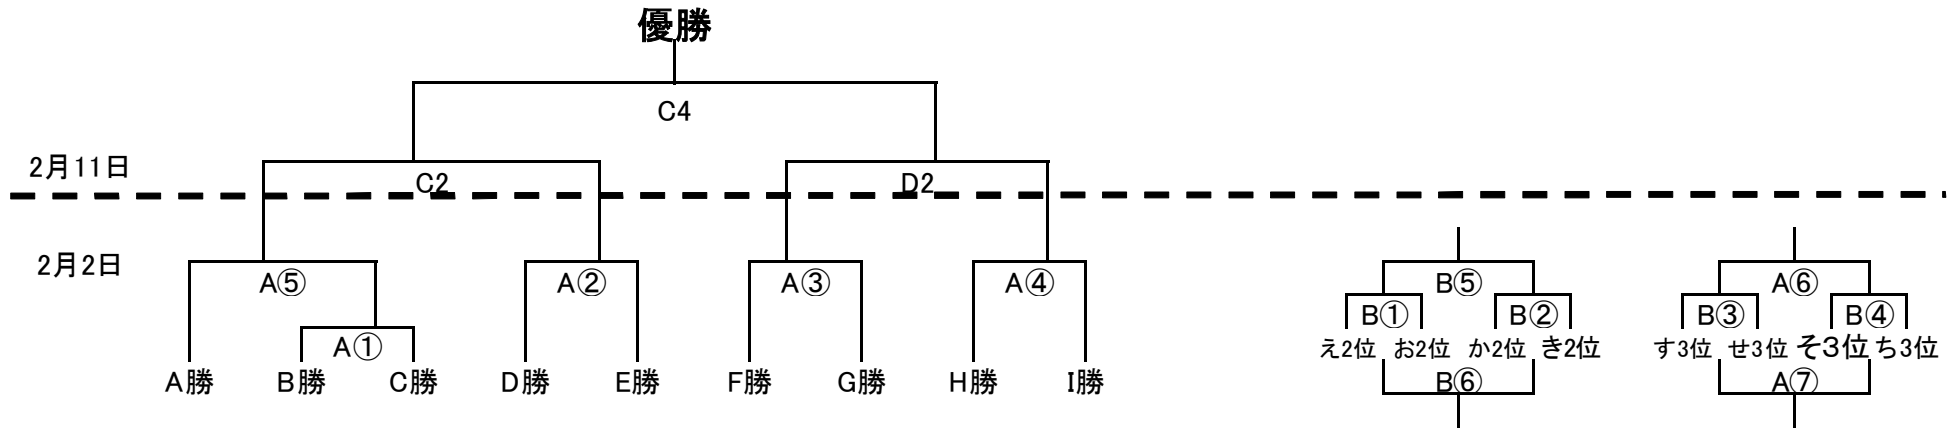 優勝
C4
2月11日
C2 D2
2月2日
A⑤ A② A③ A④ B⑤ A⑥
B① B② B③ B④
A① え2位 お2位 か2位 き2位 す3位 せ3位 そ3位 ち3位
A勝 B勝 C勝 D勝 E勝 F勝 G勝 H勝 I勝 B⑥ A⑦